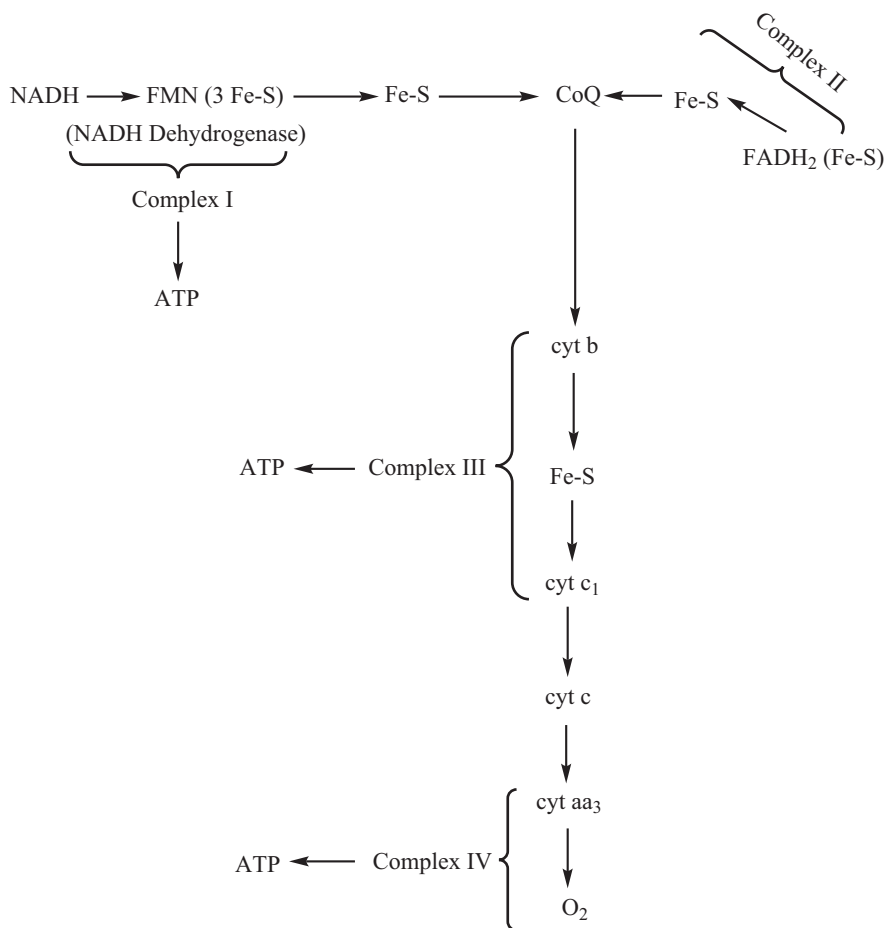 Complex II
NADH FMN (3 Fe-S) Fe-S CoQ Fe-S
(NADH Dehydrogenase)
FADH₂ (Fe-S)
Complex I
ATP
cyt b
ATP Complex III Fe-S
cyt c₁
cyt c
cyt aa₃
ATP Complex IV
O₂